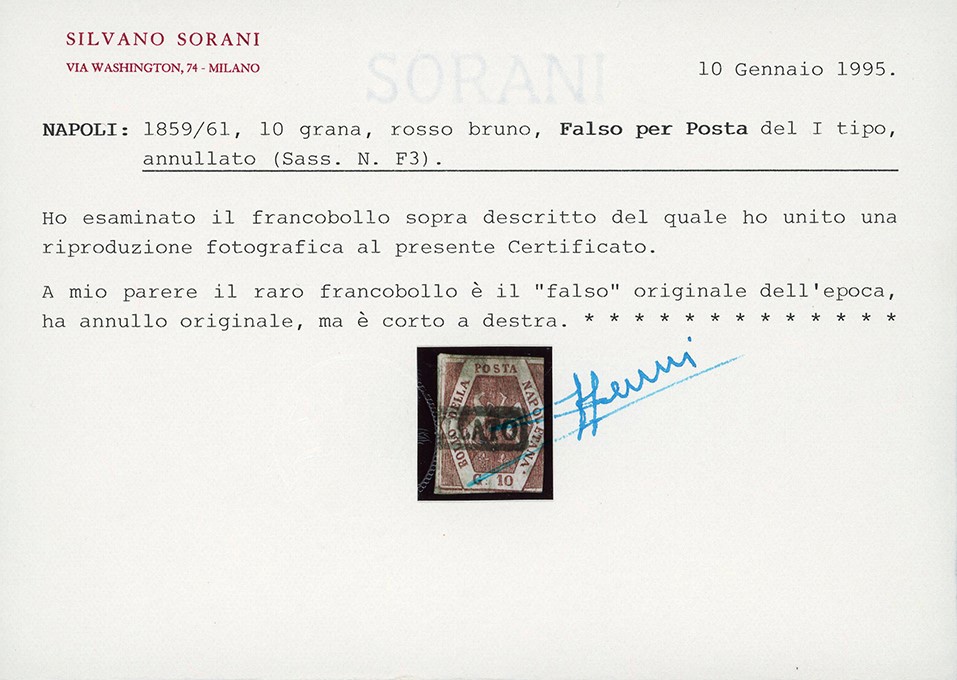 SILVANO SORANI
VIA WASHINGTON, 74 - MILANO
SORANI
10 Gennaio 1995.
NAPOLI: 1859/61, 10 grana, rosso bruno, Falso per Posta del I tipo,
annullato (Sass. N. F3).
Ho esaminato il francobollo sopra descritto del quale ho unito una
riproduzione fotografica al presente Certificato.
A mio parere il raro francobollo è il "falso" originale dell'epoca,
ha annullo originale, ma è corto a destra. * * * * * * * * * * * * *
BOLLO DELLA POSTA NAPOLETANA.
G. 10
CATO